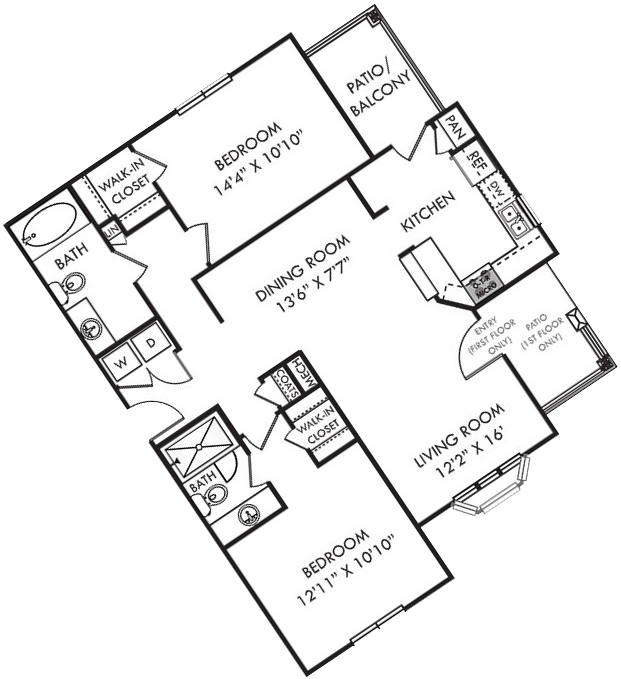 PATIO/
BALCONY
PAN
REF.
DW
BEDROOM
14'4" X 10'10"
WALK-IN
CLOSET
LIN
BATH
KITCHEN
DINING ROOM
13'6" X 7'7"
O-T-R
MICRO
ENTRY
(FIRST FLOOR
ONLY)
PATIO
(1ST FLOOR
ONLY)
W
D
MECH
COATS
WALK-IN
CLOSET
LIVING ROOM
12'2" X 16'
BATH
BEDROOM
12'11" X 10'10"